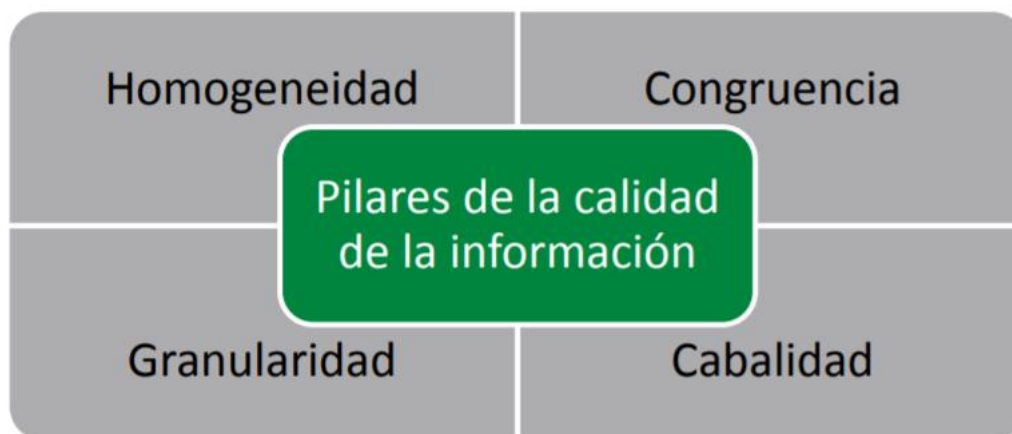 Homogeneidad
Congruencia
Pilares de la calidad
de la información
Granularidad
Cabalidad